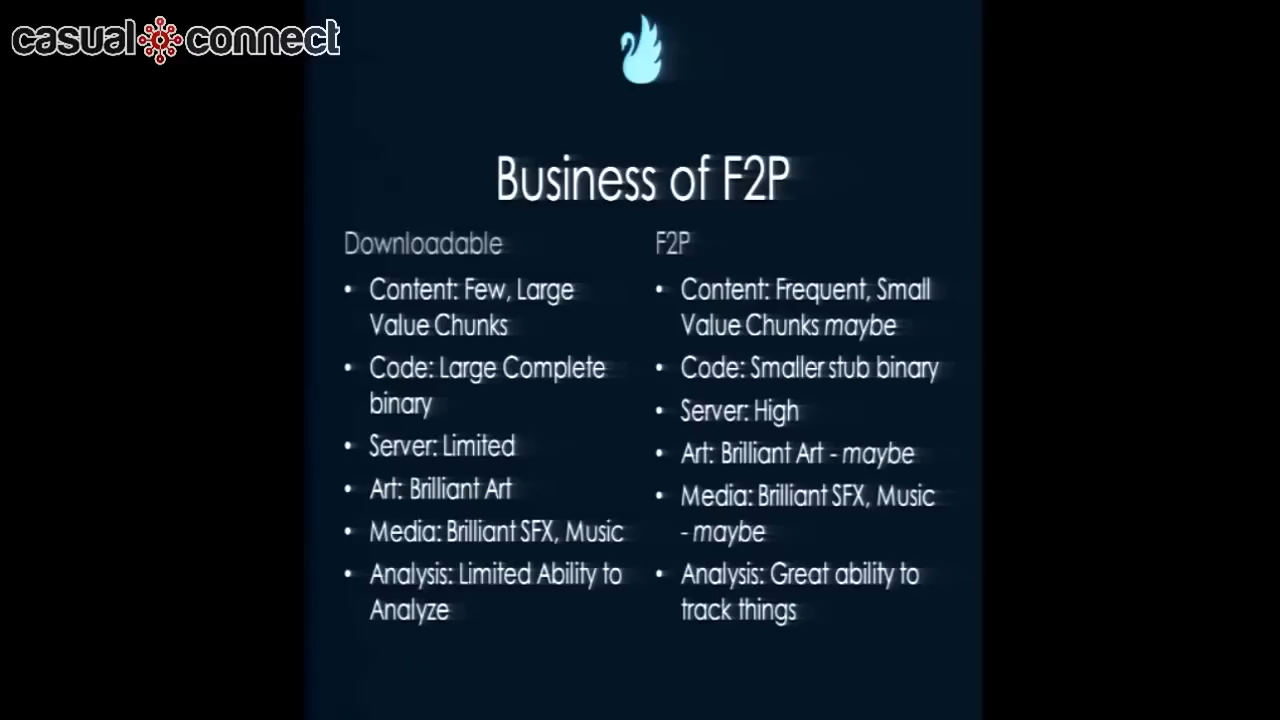 casual connect
Business of F2P
Downloadable
• Content: Few, Large
Value Chunks
• Code: Large Complete
binary
• Server: Limited
• Art: Brilliant Art
• Media: Brilliant SFX, Music
• Analysis: Limited Ability to
Analyze
F2P
• Content: Frequent, Small
Value Chunks maybe
• Code: Smaller stub binary
• Server: High
• Art: Brilliant Art - maybe
• Media: Brilliant SFX, Music
- maybe
• Analysis: Great ability to
track things